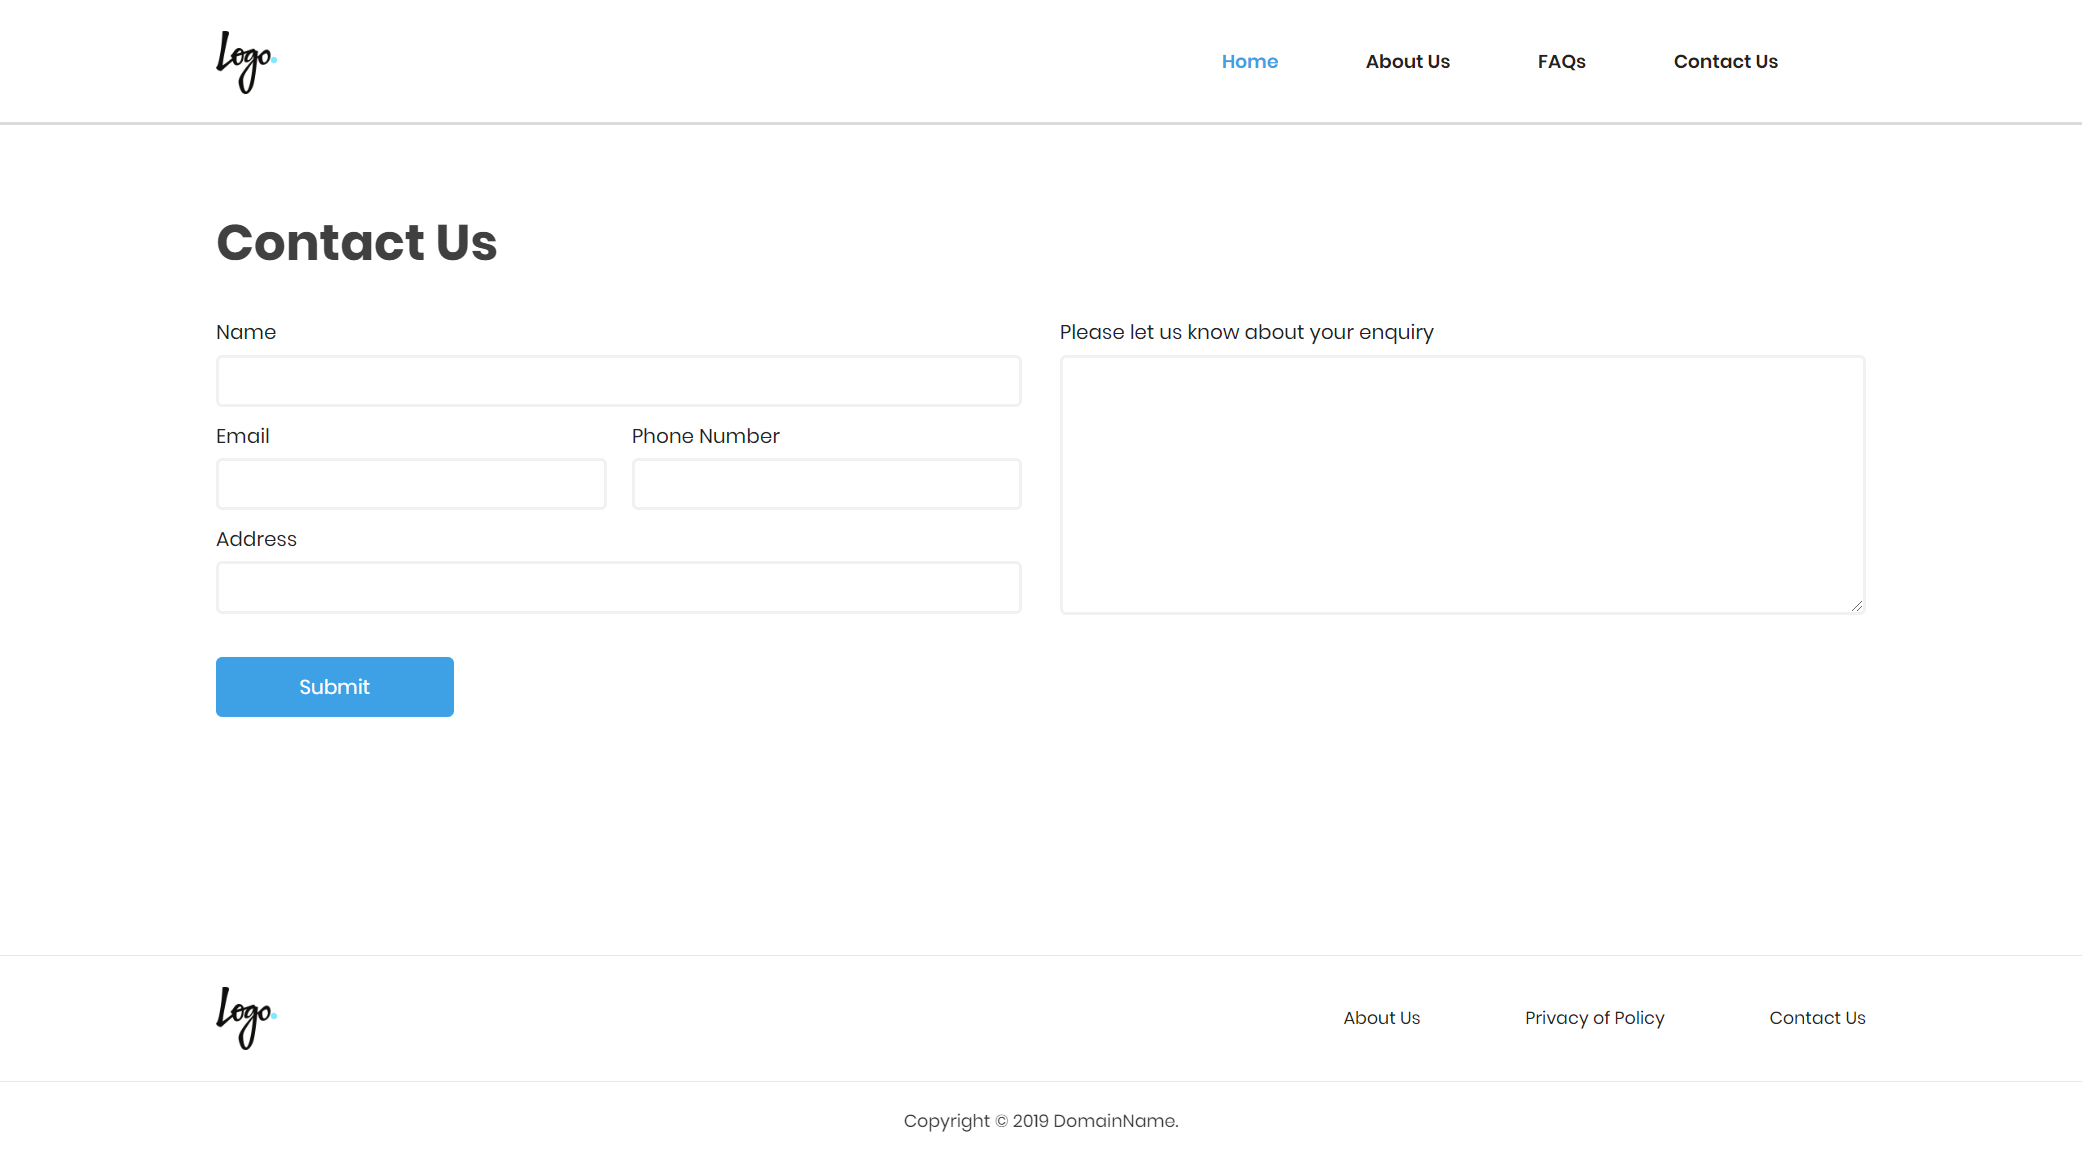 Logo.
Home About Us FAQs Contact Us
Contact Us
Name
Please let us know about your enquiry
Email
Phone Number
Address
Submit
Logo.
About Us Privacy of Policy Contact Us
Copyright © 2019 DomainName.